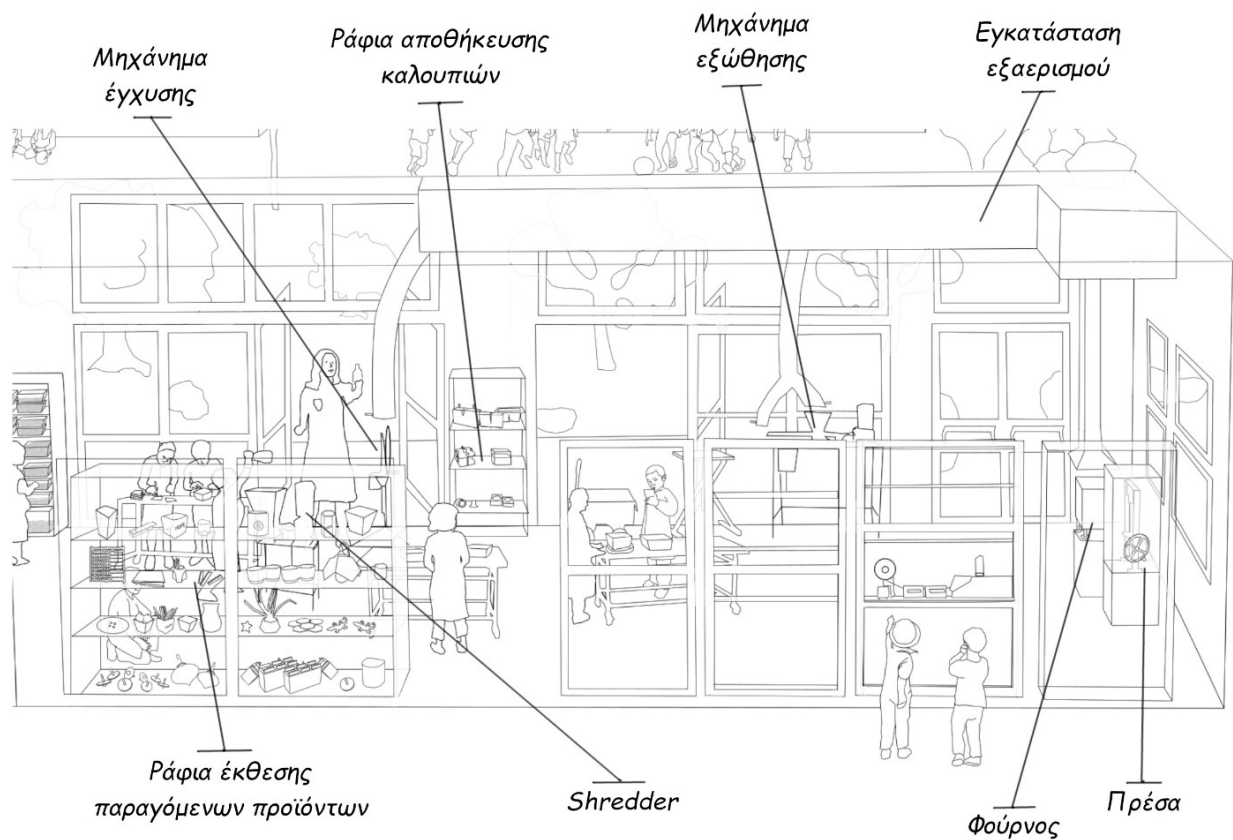 Μηχάνημα
έγχυσης
Ράφια αποθήκευσης
καλουπιών
Μηχάνημα
εξώθησης
Εγκατάσταση
εξαερισμού
Ράφια έκθεσης
παραγόμενων προϊόντων
Shredder
Φούρνος
Πρέσα